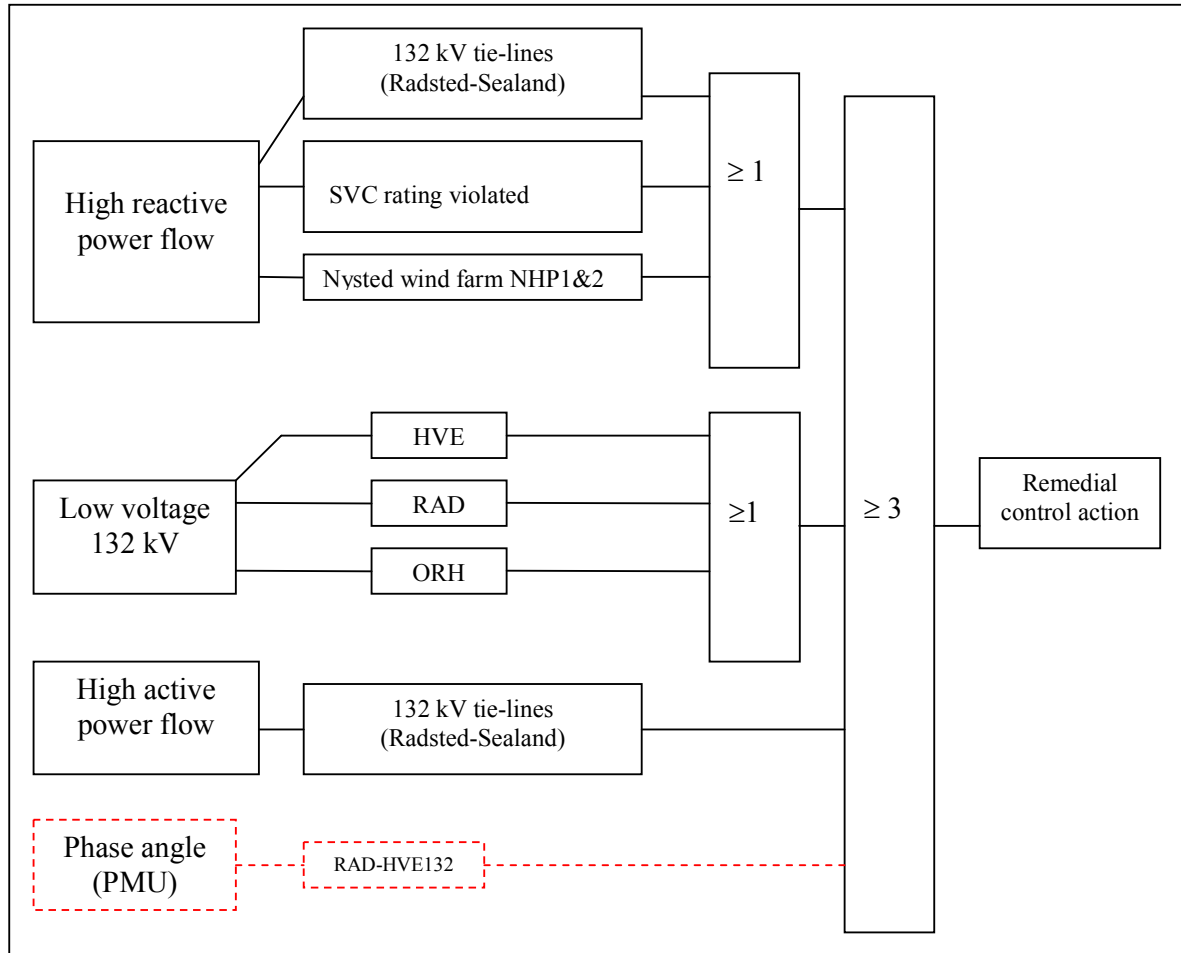 132 kV tie-lines
(Radsted-Sealand)
High reactive
power flow
SVC rating violated
Nysted wind farm NHP1&2
≥ 1
Low voltage
132 kV
HVE
RAD
ORH
≥1
≥ 3
Remedial
control action
High active
power flow
132 kV tie-lines
(Radsted-Sealand)
Phase angle
(PMU)
RAD-HVE132